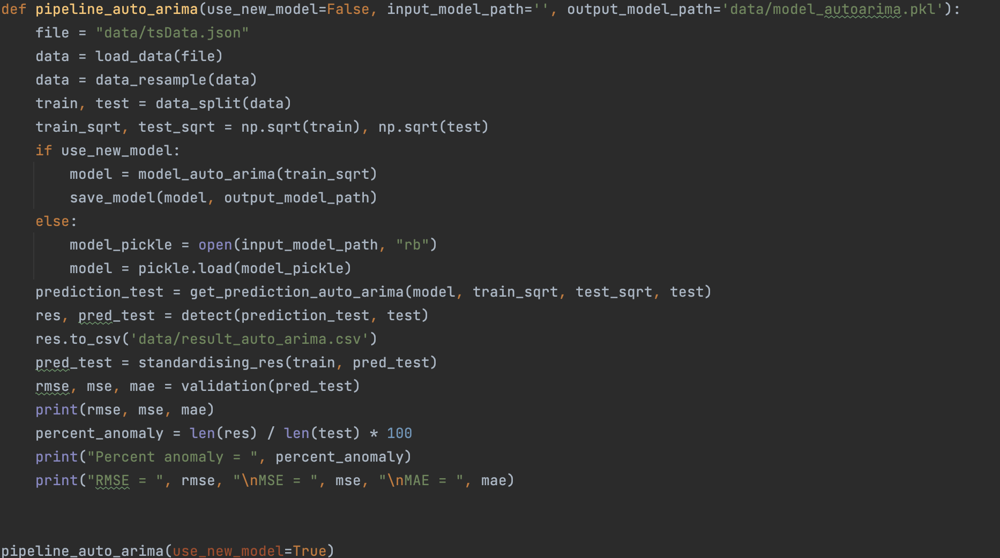 def pipeline_auto_arima(use_new_model=False, input_model_path='', output_model_path='data/model_autoarima.pkl'):
    file = "data/tsData.json"
    data = load_data(file)
    data = data_resample(data)
    train, test = data_split(data)
    train_sqrt, test_sqrt = np.sqrt(train), np.sqrt(test)
    if use_new_model:
        model = model_auto_arima(train_sqrt)
        save_model(model, output_model_path)
    else:
        model_pickle = open(input_model_path, "rb")
        model = pickle.load(model_pickle)
    prediction_test = get_prediction_auto_arima(model, train_sqrt, test_sqrt, test)
    res, pred_test = detect(prediction_test, test)
    res.to_csv('data/result_auto_arima.csv')
    pred_test = standardising_res(train, pred_test)
    rmse, mse, mae = validation(pred_test)
    print(rmse, mse, mae)
    percent_anomaly = len(res) / len(test) * 100
    print("Percent anomaly = ", percent_anomaly)
    print("RMSE = ", rmse, "\nMSE = ", mse, "\nMAE = ", mae)
pipeline_auto_arima(use_new_model=True)